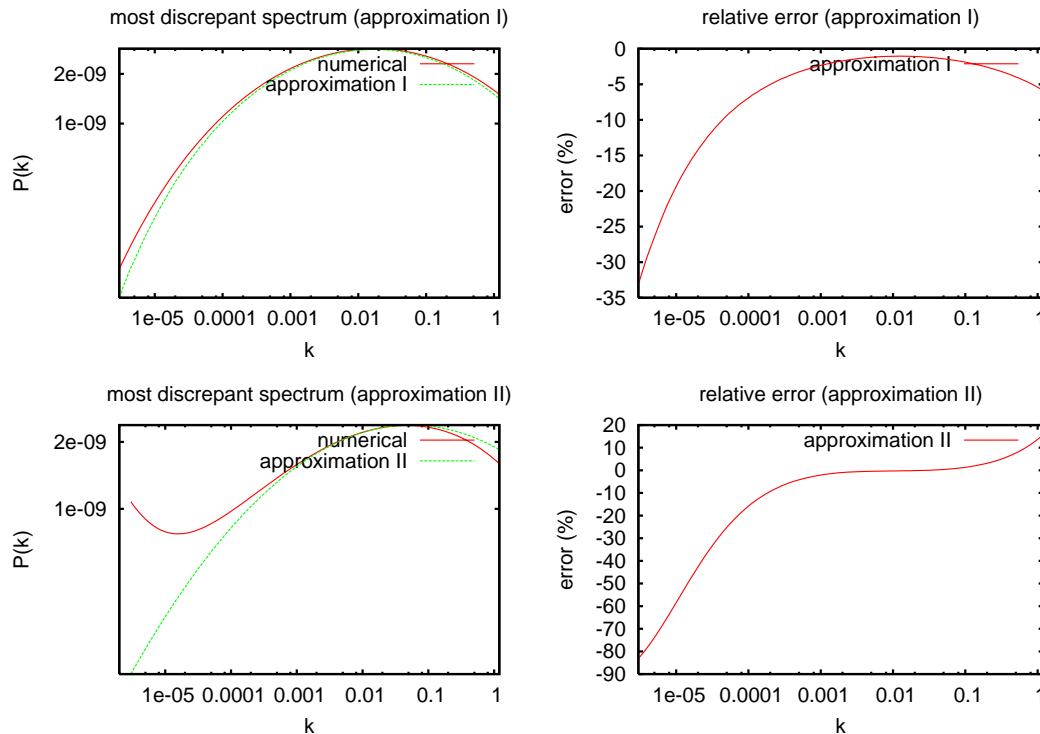 most discrepant spectrum (approximation I)
numerical
approximation I
2e-09
1e-09
P(k)
1e-05 0.0001 0.001 0.01 0.1 1
k
relative error (approximation I)
approximation I
0
-5
-10
-15
-20
-25
-30
-35
error (%)
1e-05 0.0001 0.001 0.01 0.1 1
k
most discrepant spectrum (approximation II)
numerical
approximation II
2e-09
1e-09
P(k)
1e-05 0.0001 0.001 0.01 0.1 1
k
relative error (approximation II)
approximation II
20
10
0
-10
-20
-30
-40
-50
-60
-70
-80
-90
error (%)
1e-05 0.0001 0.001 0.01 0.1 1
k